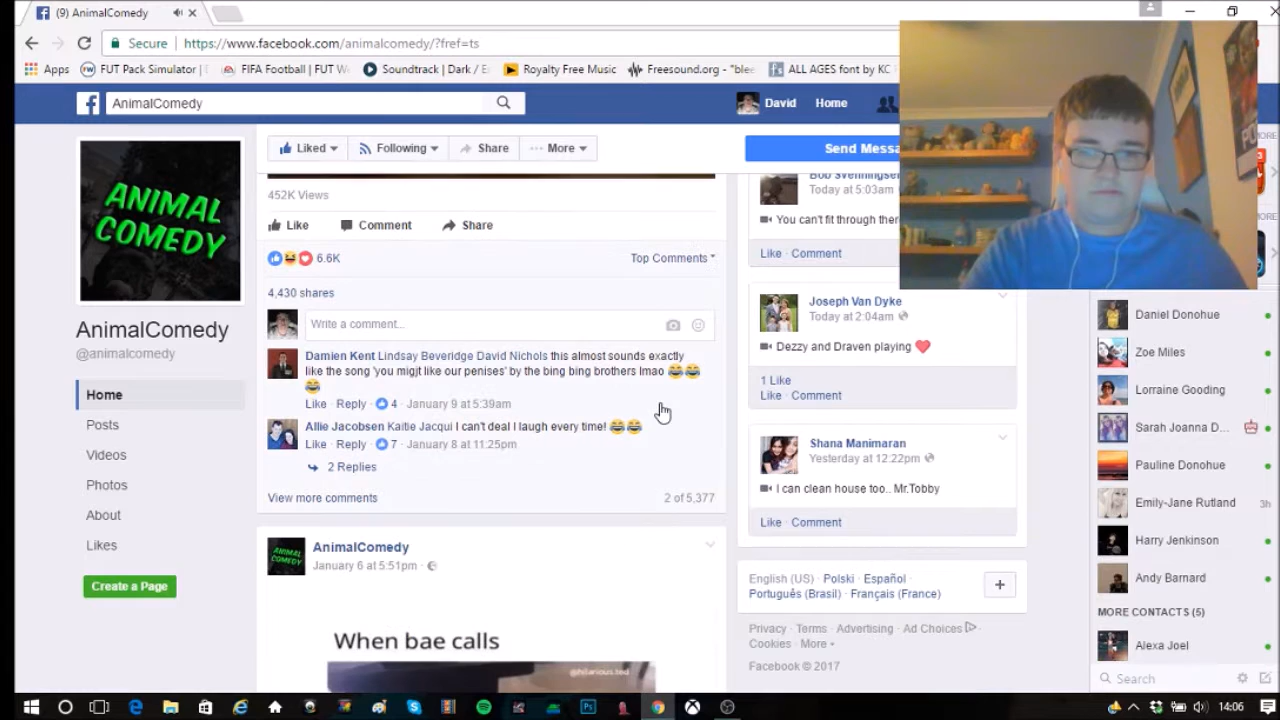 (9) AnimalComedy
Secure https://www.facebook.com/animalcomedy/?fref=ts
Apps FUT Pack Simulator | FIFA Football | FUT W Soundtrack | Dark / E Royalty Free Music Freesound.org - "blee ALL AGES font by KC
AnimalComedy
David Home
Liked Following Share More
Send Messa
452K Views
Like Comment Share
6.6K
Top Comments
4,430 shares
Write a comment...
Damien Kent Lindsay Beveridge David Nichols this almost sounds exactly
like the song 'you migjt like our penises' by the bing bing brothers lmao
Like · Reply · 4 · January 9 at 5:39am
Allie Jacobsen Kaitie Jacqui I can't deal I laugh every time!
Like · Reply · 7 · January 8 at 11:25pm
2 Replies
View more comments
2 of 5,377
AnimalComedy
January 6 at 5:51pm ·
When bae calls
@hilarious.ted
ANIMAL
COMEDY
AnimalComedy
@animalcomedy
Home
Posts
Videos
Photos
About
Likes
Create a Page
Bob Svenningsen
Today at 5:03am
You can't fit through ther
Like · Comment
Joseph Van Dyke
Today at 2:04am ·
Dezzy and Draven playing
1 Like
Like · Comment
Shana Manimaran
Yesterday at 12:22pm ·
I can clean house too.. Mr.Tobby
Like · Comment
English (US) · Polski · Español ·
Português (Brasil) · Français (France)
Privacy · Terms · Advertising · Ad Choices ·
Cookies · More
Facebook © 2017
Daniel Donohue
Zoe Miles
Lorraine Gooding
Sarah Joanna D...
Pauline Donohue
Emily-Jane Rutland 3h
Harry Jenkinson
Andy Barnard
MORE CONTACTS (5)
Alexa Joel
Search
14:06